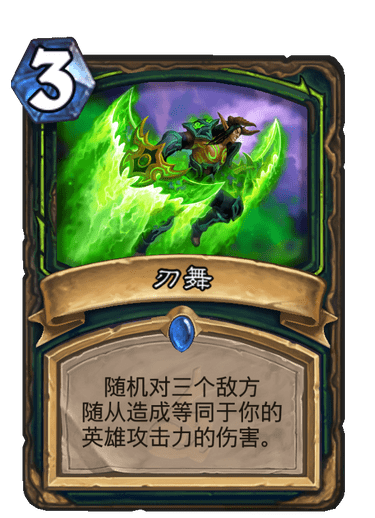 3
刃舞
随机对三个敌方
随从造成等同于你的
英雄攻击力的伤害。